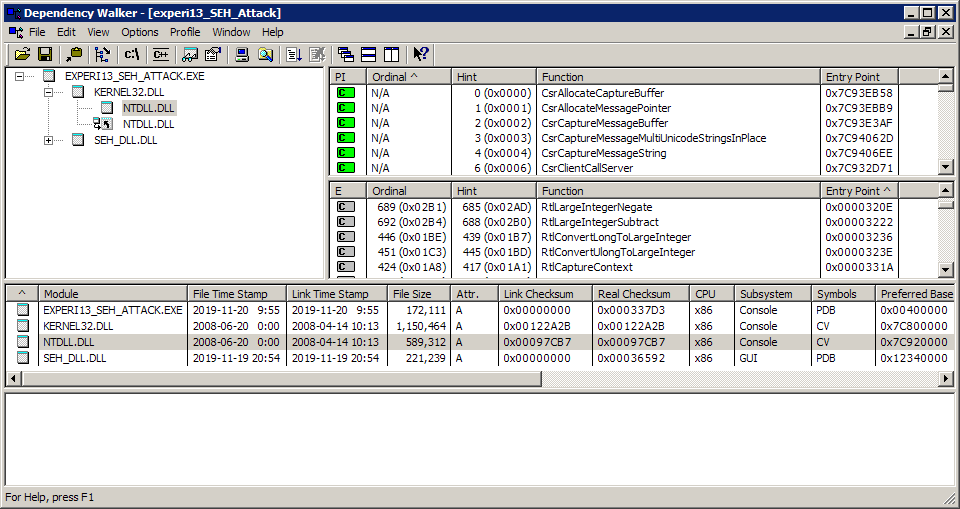 Dependency Walker - [experi13_SEH_Attack]
File Edit View Options Profile Window Help
c:\ C++
EXPERI13_SEH_ATTACK.EXE
KERNEL32.DLL
NTDLL.DLL
NTDLL.DLL
SEH_DLL.DLL
PI Ordinal ^ Hint Function Entry Point
C N/A 0 (0x0000) CsrAllocateCaptureBuffer 0x7C93EB58
C N/A 1 (0x0001) CsrAllocateMessagePointer 0x7C93EBB9
C N/A 2 (0x0002) CsrCaptureMessageBuffer 0x7C93E3AF
C N/A 3 (0x0003) CsrCaptureMessageMultiUnicodeStringsInPlace 0x7C94062D
C N/A 4 (0x0004) CsrCaptureMessageString 0x7C9406EE
C N/A 6 (0x0006) CsrClientCallServer 0x7C932D71
E Ordinal Hint Function Entry Point ^
C 689 (0x02B1) 685 (0x02AD) RtlLargeIntegerNegate 0x0000320E
C 692 (0x02B4) 688 (0x02B0) RtlLargeIntegerSubtract 0x00003222
C 446 (0x01BE) 439 (0x01B7) RtlConvertLongToLargeInteger 0x00003236
C 451 (0x01C3) 445 (0x01BD) RtlConvertUlongToLargeInteger 0x0000323E
C 424 (0x01A8) 417 (0x01A1) RtlCaptureContext 0x0000331A
^ Module File Time Stamp Link Time Stamp File Size Attr. Link Checksum Real Checksum CPU Subsystem Symbols Preferred Base
EXPERI13_SEH_ATTACK.EXE 2019-11-20 9:55 2019-11-20 9:55 172,111 A 0x00000000 0x000337D3 x86 Console PDB 0x00400000
KERNEL32.DLL 2008-06-20 0:00 2008-04-14 10:13 1,150,464 A 0x00122A2B 0x00122A2B x86 Console CV 0x7C800000
NTDLL.DLL 2008-06-20 0:00 2008-04-14 10:13 589,312 A 0x00097CB7 0x00097CB7 x86 Console CV 0x7C920000
SEH_DLL.DLL 2019-11-19 20:54 2019-11-19 20:54 221,239 A 0x00000000 0x00036592 x86 GUI PDB 0x12340000
For Help, press F1